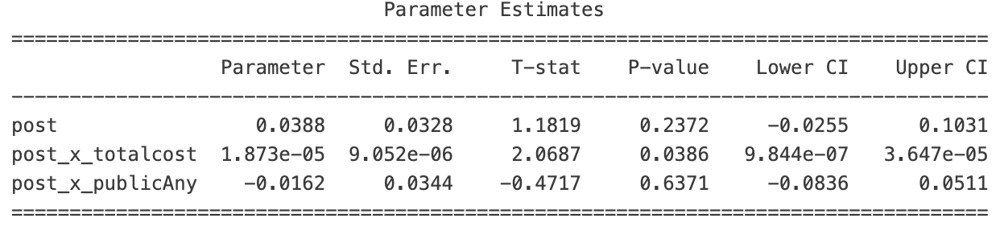 Parameter Estimates
====================================================================================
Parameter Std. Err. T-stat P-value Lower CI Upper CI
------------------------------------------------------------------------------------
post 0.0388 0.0328 1.1819 0.2372 -0.0255 0.1031
post_x_totalcost 1.873e-05 9.052e-06 2.0687 0.0386 9.844e-07 3.647e-05
post_x_publicAny -0.0162 0.0344 -0.4717 0.6371 -0.0836 0.0511
====================================================================================